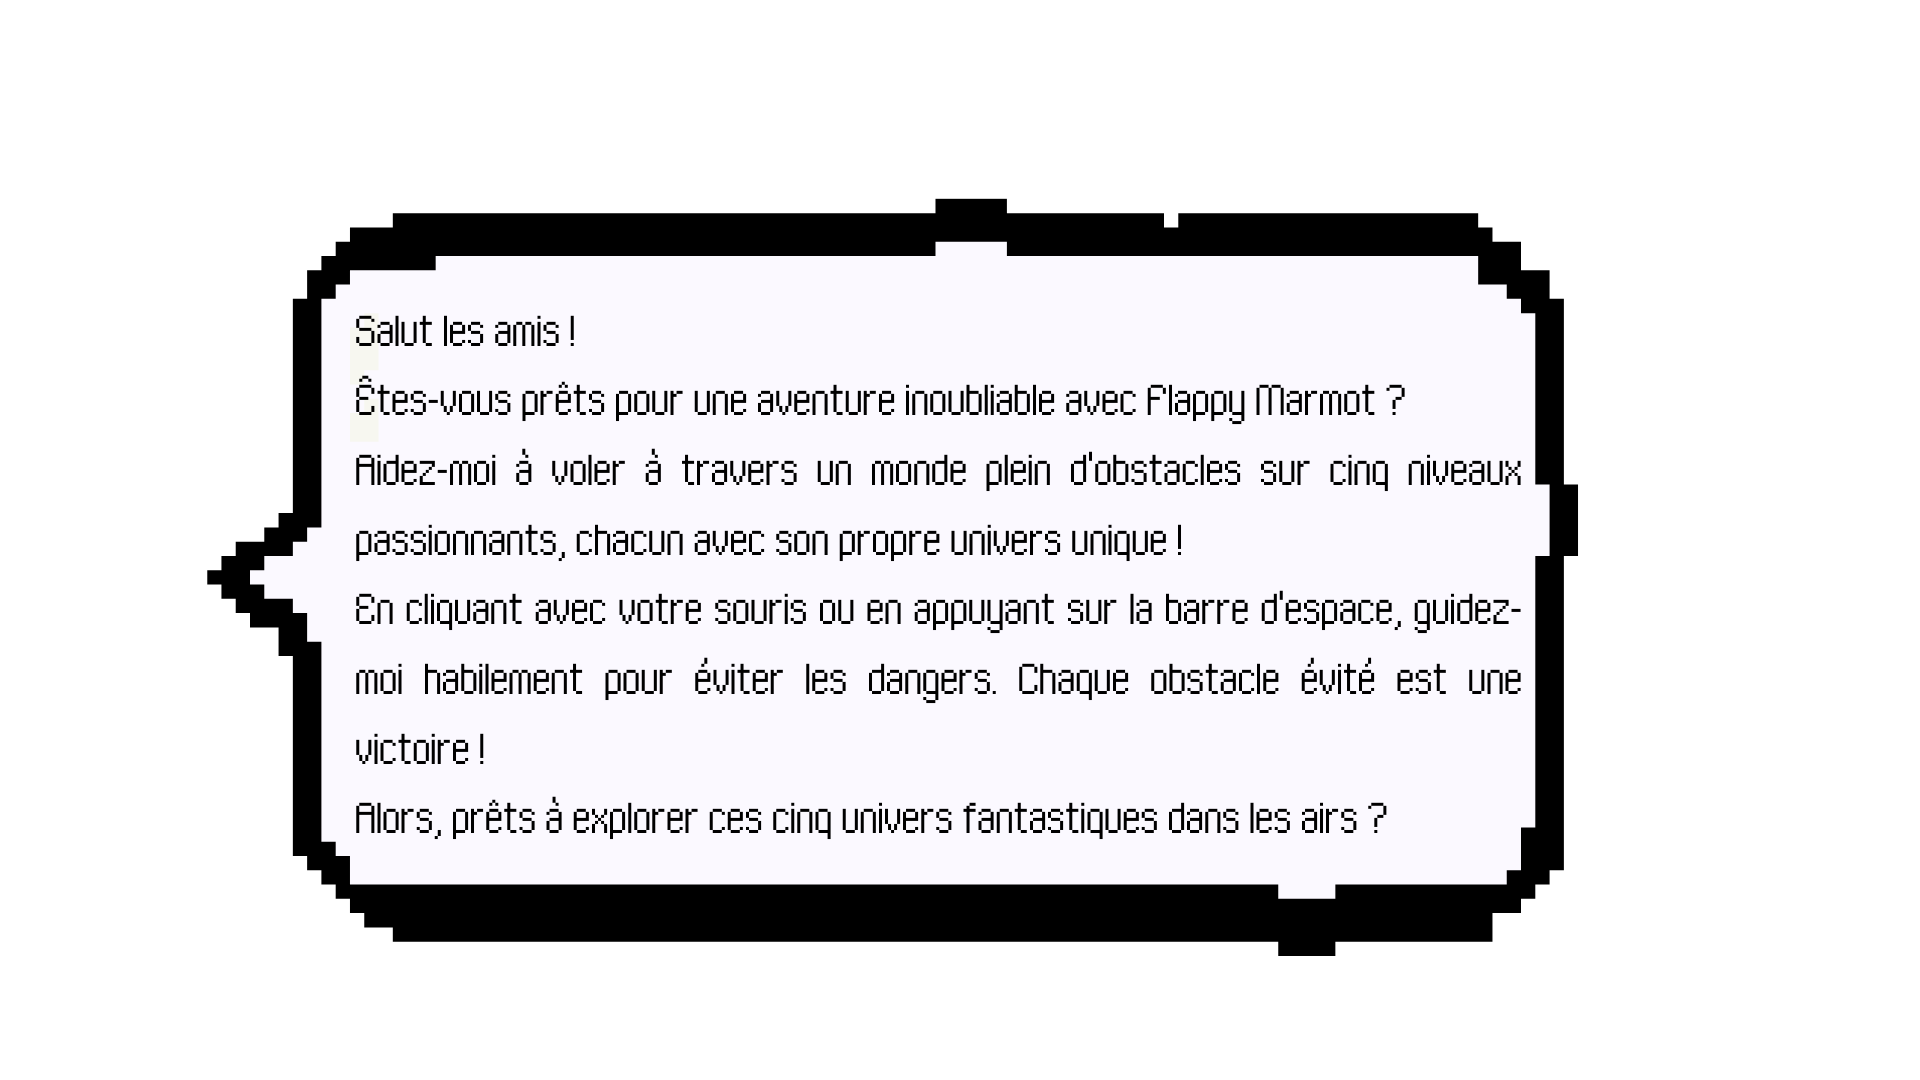 Salut les amis !
Êtes-vous prêts pour une aventure inoubliable avec Flappy Marmot ?
Aidez-moi à voler à travers un monde plein d'obstacles sur cinq niveaux
passionnants, chacun avec son propre univers unique !
En cliquant avec votre souris ou en appuyant sur la barre d'espace, guidez-
moi habilement pour éviter les dangers. Chaque obstacle évité est une
victoire !
Alors, prêts à explorer ces cinq univers fantastiques dans les airs ?